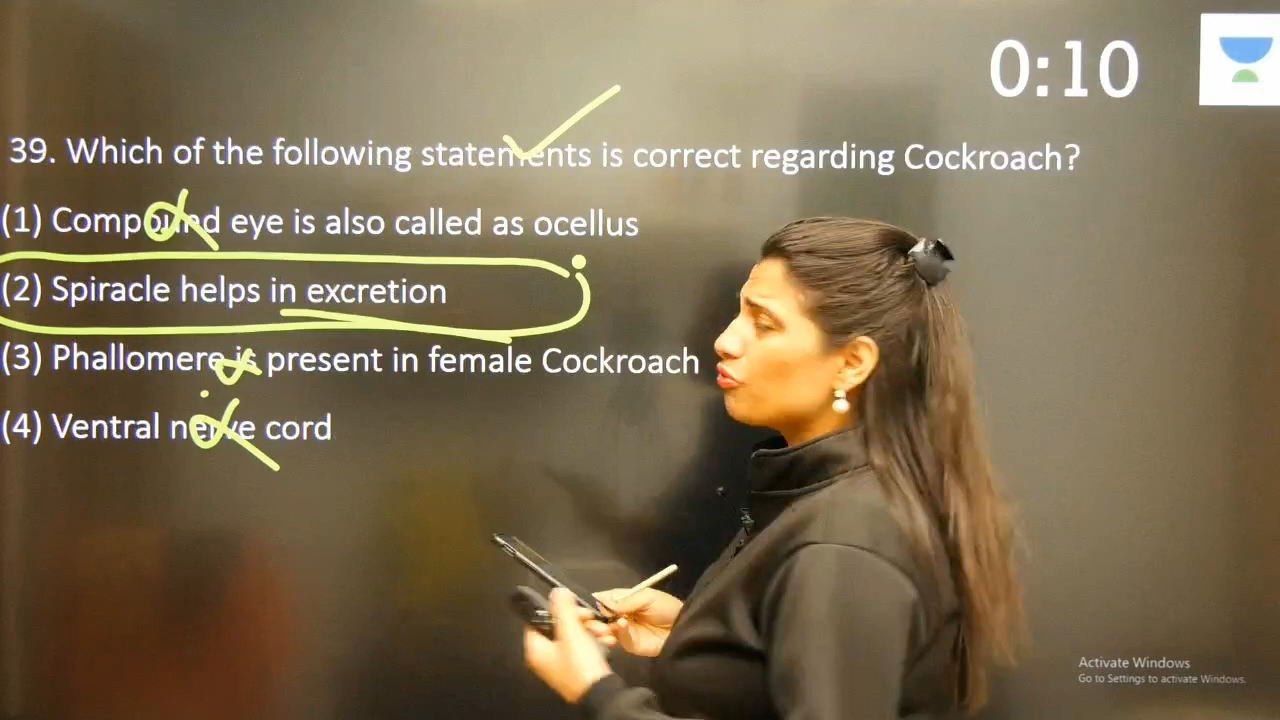 0:10
39. Which of the following statements is correct regarding Cockroach?
(1) Compound eye is also called as ocellus
(2) Spiracle helps in excretion
(3) Phallomere is present in female Cockroach
(4) Ventral nerve cord
Activate Windows
Go to Settings to activate Windows.